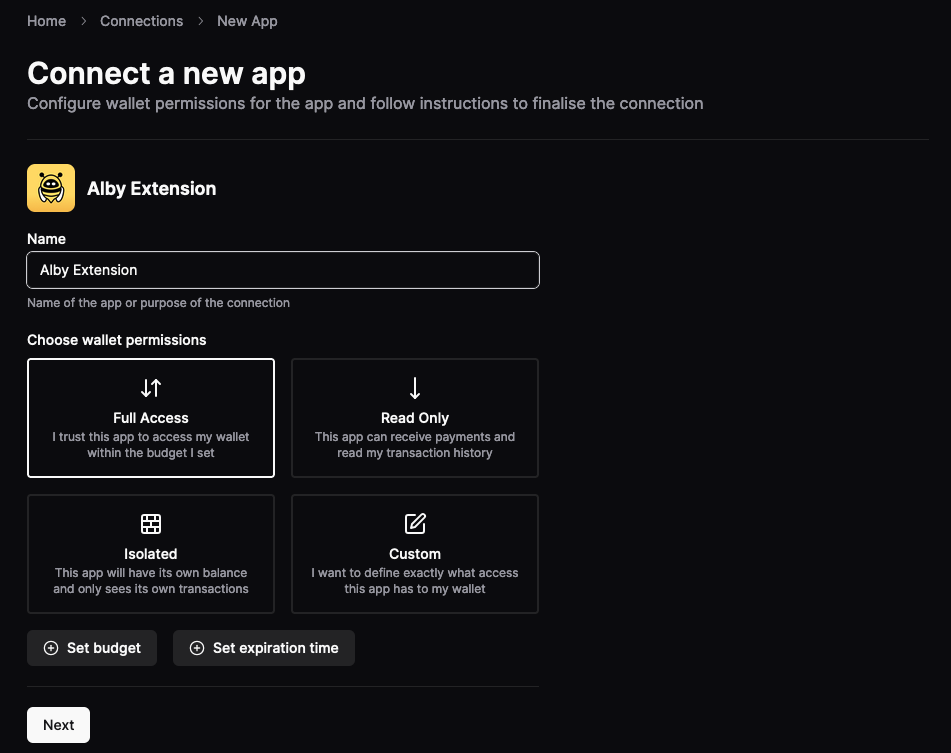 Home > Connections > New App
Connect a new app
Configure wallet permissions for the app and follow instructions to finalise the connection
Alby Extension
Name
Alby Extension
Name of the app or purpose of the connection
Choose wallet permissions
Full Access
I trust this app to access my wallet
within the budget I set
Read Only
This app can receive payments and
read my transaction history
Isolated
This app will have its own balance
and only sees its own transactions
Custom
I want to define exactly what access
this app has to my wallet
Set budget
Set expiration time
Next